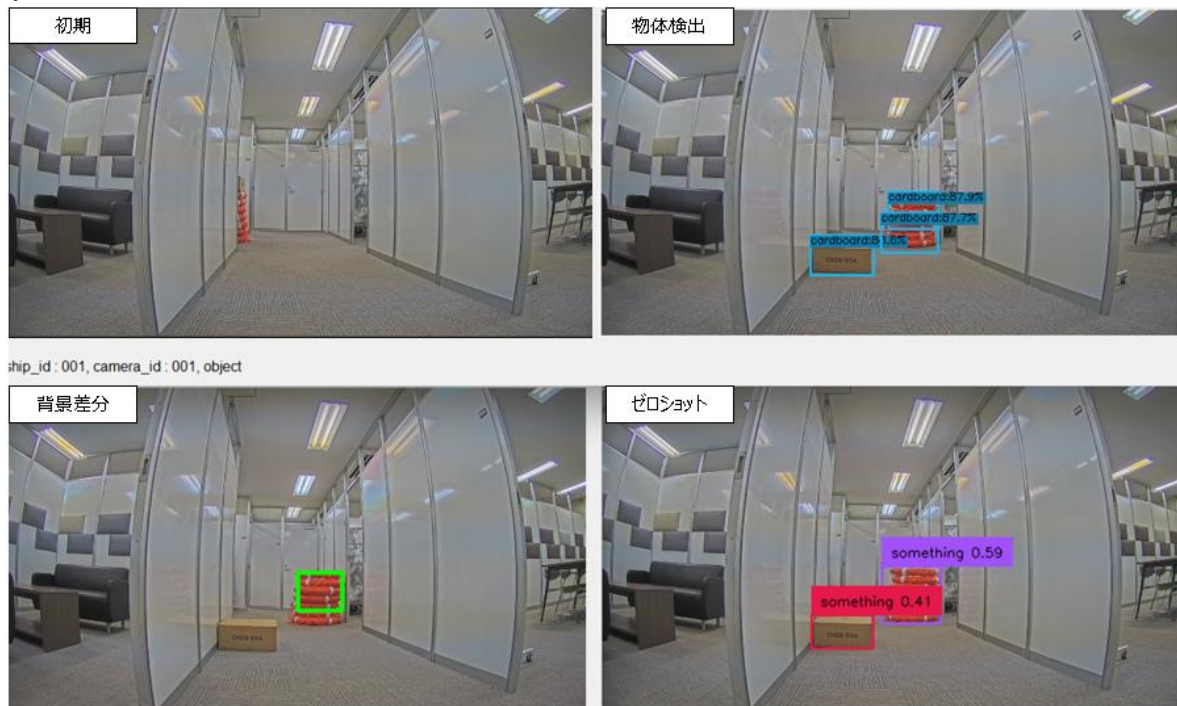 初期
物体検出
cardboard:87.9%
cardboard:87.7%
ship_id : 001, camera_id : 001, object
背景差分
ゼロショット
something 0.59
something 0.41